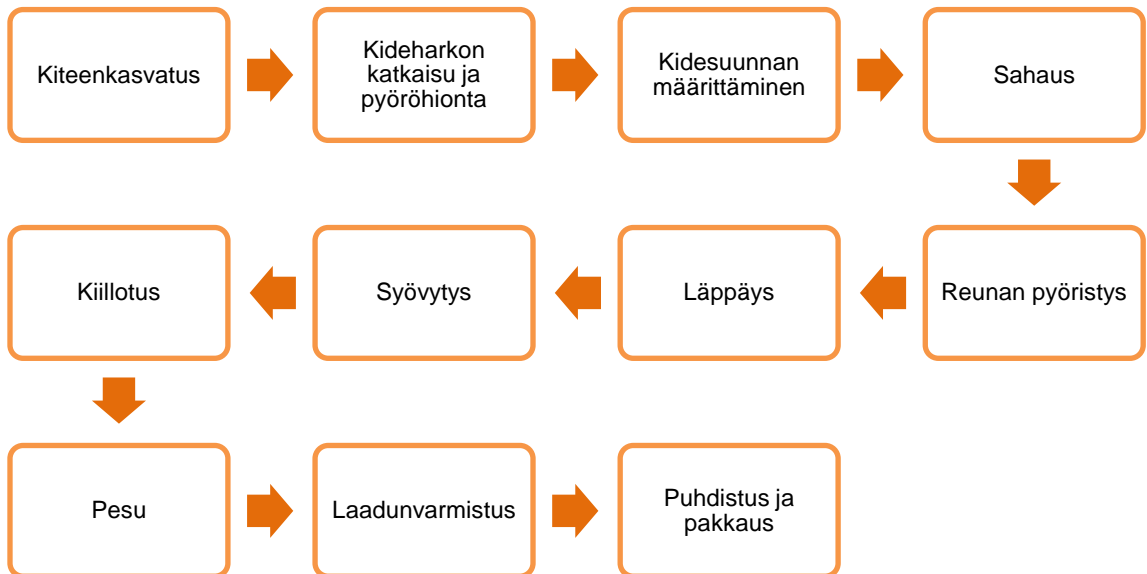 Kiteenkasvatus
Kideharkon
katkaisu ja
pyöröhionta
Kidesuunnan
määrittäminen
Sahaus
Reunan pyöristys
Läppäys
Syövytys
Kiillotus
Pesu
Laadunvarmistus
Puhdistus ja
pakkaus